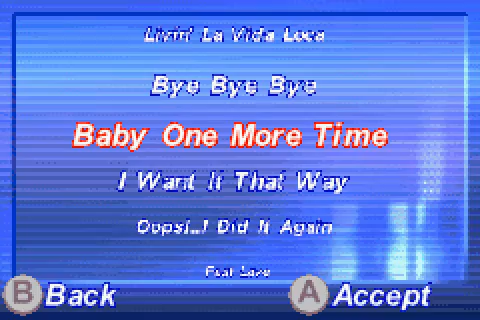 Livin' La Vida Loca
Bye Bye Bye
Baby One More Time
I Want It That Way
Oops!..I Did It Again
B Back
A Accept